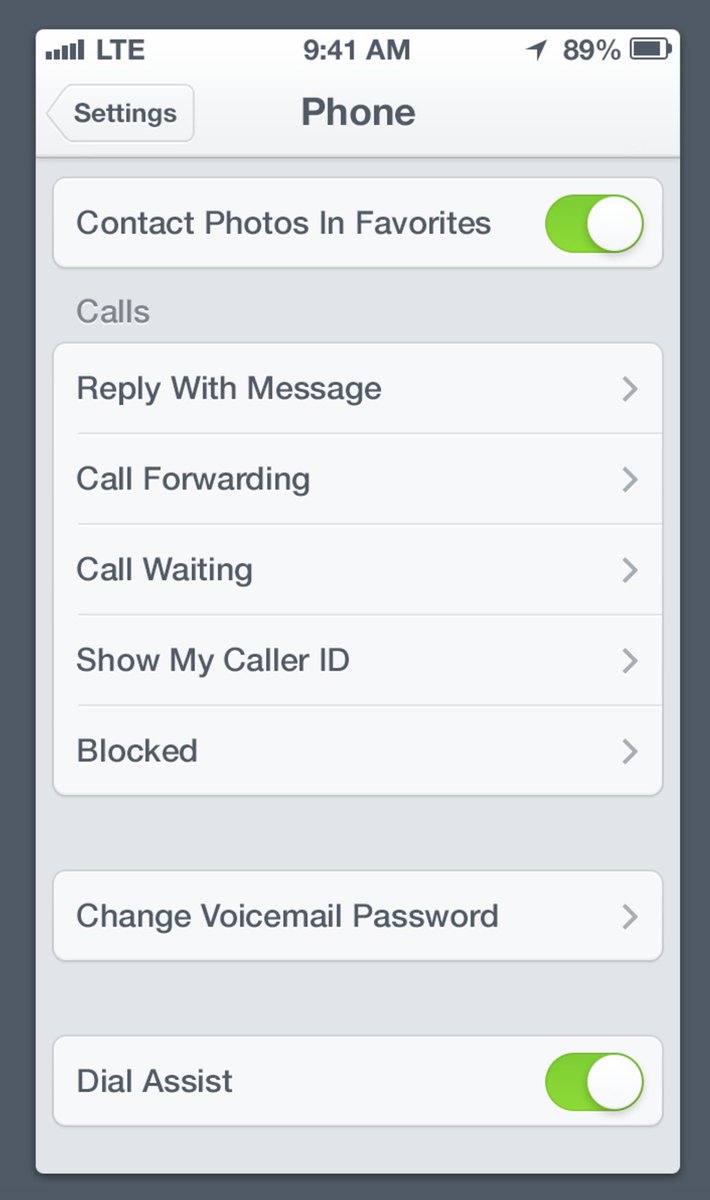 LTE 9:41 AM 89%
Settings Phone
Contact Photos In Favorites
Calls
Reply With Message
Call Forwarding
Call Waiting
Show My Caller ID
Blocked
Change Voicemail Password
Dial Assist